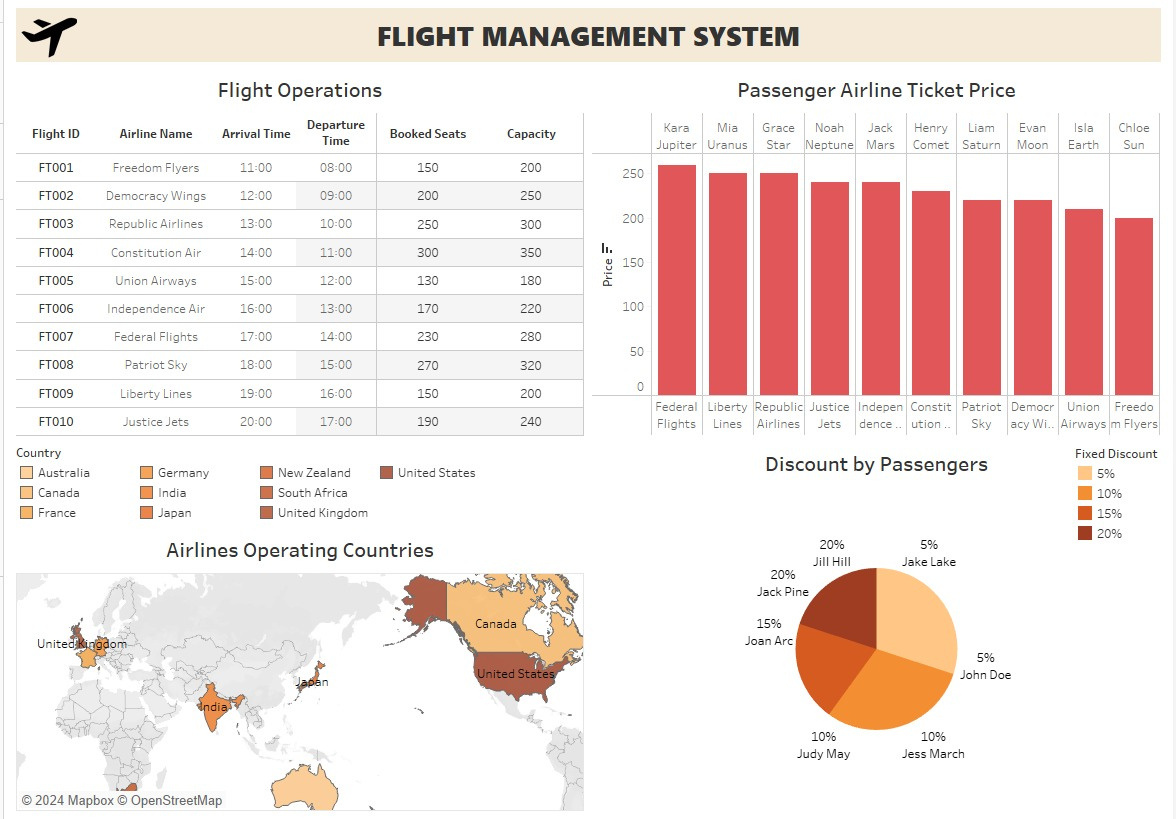 FLIGHT MANAGEMENT SYSTEM
Flight Operations
Flight ID Airline Name Arrival Time Departure Time Booked Seats Capacity
FT001 Freedom Flyers 11:00 08:00 150 200
FT002 Democracy Wings 12:00 09:00 200 250
FT003 Republic Airlines 13:00 10:00 250 300
FT004 Constitution Air 14:00 11:00 300 350
FT005 Union Airways 15:00 12:00 130 180
FT006 Independence Air 16:00 13:00 170 220
FT007 Federal Flights 17:00 14:00 230 280
FT008 Patriot Sky 18:00 15:00 270 320
FT009 Liberty Lines 19:00 16:00 150 200
FT010 Justice Jets 20:00 17:00 190 240
Passenger Airline Ticket Price
Kara Mia Grace Noah Jack Henry Liam Evan Isla Chloe
Jupiter Uranus Star Neptune Mars Comet Saturn Moon Earth Sun
250
200
150
100
50
0
Price
Federal Liberty Republic Justice Indepen Constit Patriot Democr Union Freedo
Flights Lines Airlines Jets dence .. ution .. Sky acy Wi.. Airways m Flyers
Country
Australia Germany New Zealand United States
Canada India South Africa
France Japan United Kingdom
Airlines Operating Countries
Canada
United Kingdom
United States
Japan
India
© 2024 Mapbox © OpenStreetMap
Discount by Passengers
Fixed Discount
5%
10%
15%
20%
20%
Jill Hill
5%
Jake Lake
20%
Jack Pine
15%
Joan Arc
5%
John Doe
10%
Judy May
10%
Jess March